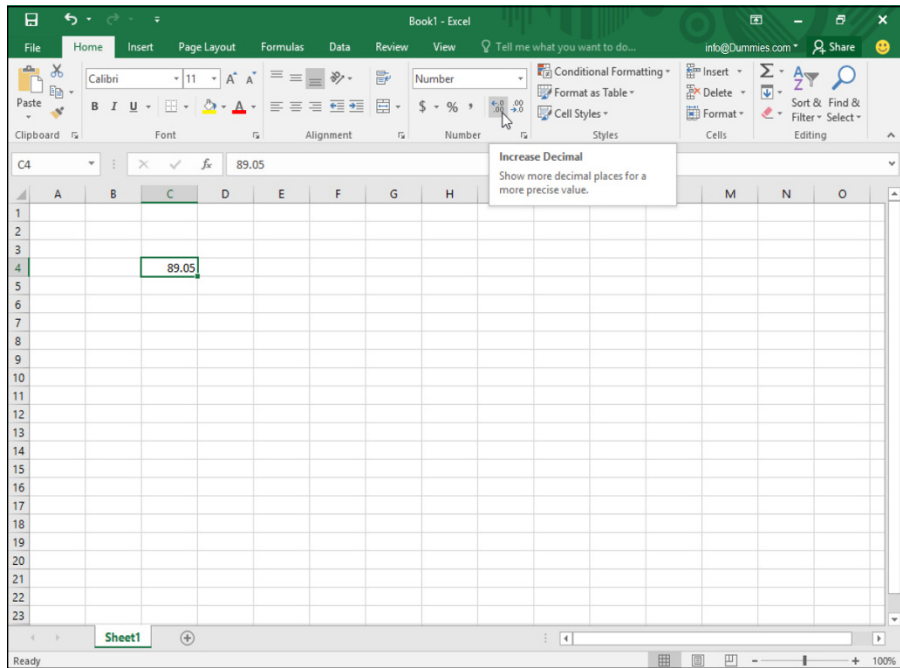 Book1 - Excel
File Home Insert Page Layout Formulas Data Review View Tell me what you want to do... info@Dummies.com Share
Calibri 11 A A Number Conditional Formatting Insert Σ A Z
Paste B I U A $ % , .0 .00 Format as Table Delete Sort & Find &
Cell Styles Format Filter Select
Clipboard Font Alignment Number Styles Cells Editing
C4 fx 89.05
Increase Decimal
Show more decimal places for a
more precise value.
A B C D E F G H M N O
1
2
3
4 89.05
5
6
7
8
9
10
11
12
13
14
15
16
17
18
19
20
21
22
23
Sheet1
Ready 100%